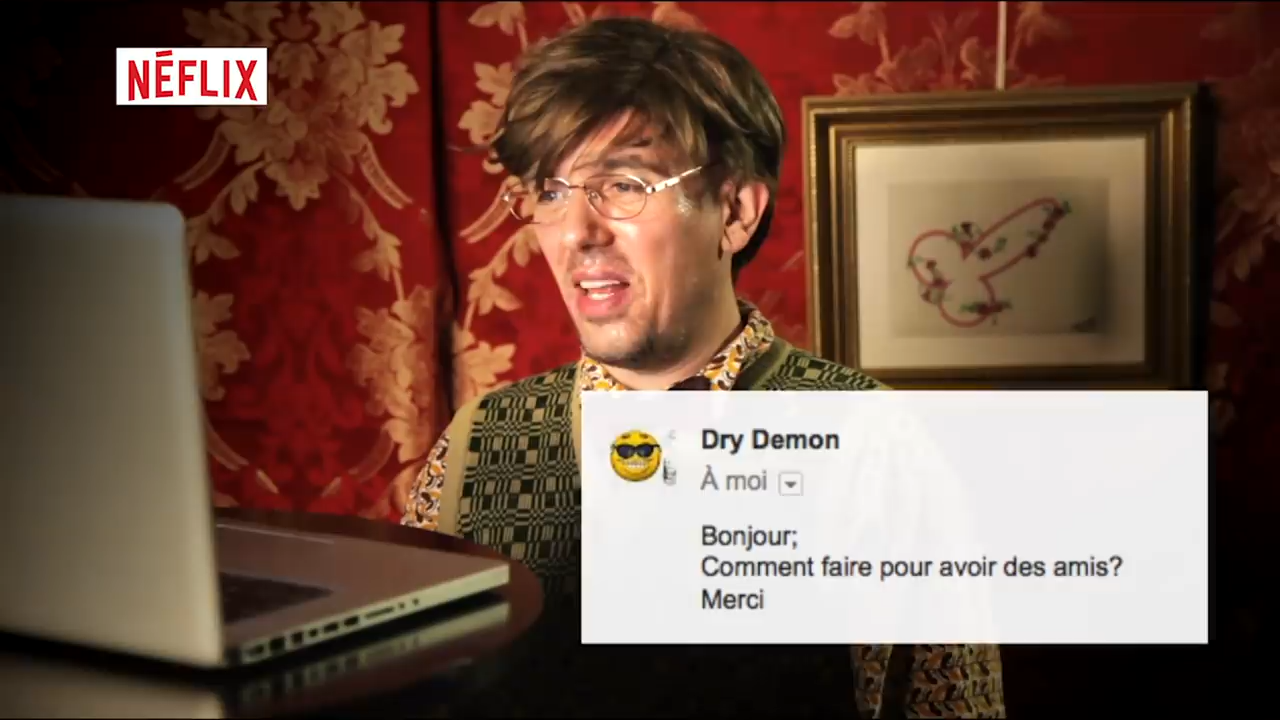 NÉFLIX
Dry Demon
À moi
Bonjour;
Comment faire pour avoir des amis?
Merci